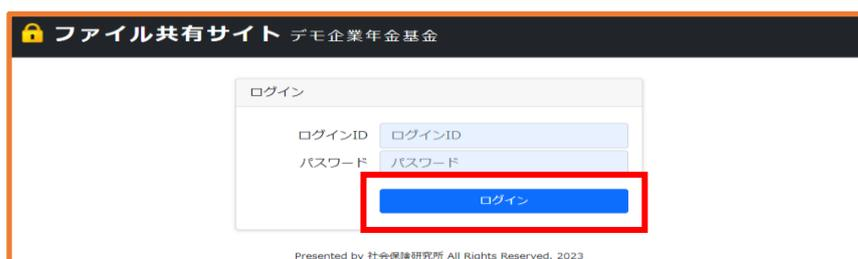 ファイル共有サイト デモ企業年金基金
ログイン
ログインID ログインID
パスワード パスワード
ログイン
Presented by 社会保険研究所 All Rights Reserved. 2023